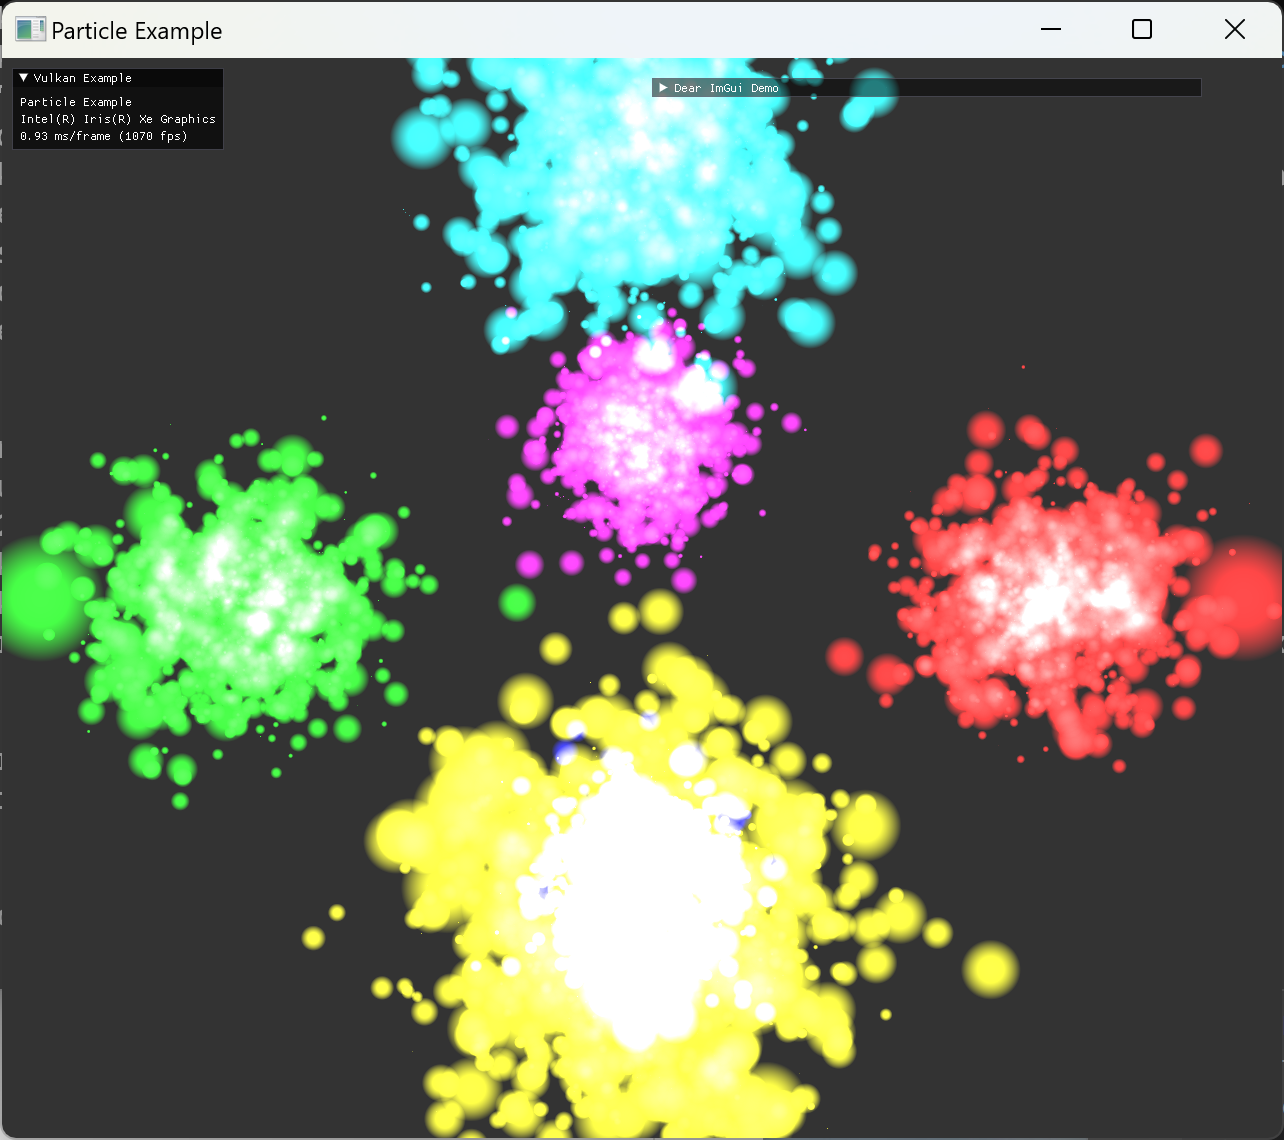 Particle Example
Vulkan Example
Particle Example
Intel(R) Iris(R) Xe Graphics
0.93 ms/frame (1070 fps)
Dear ImGui Demo